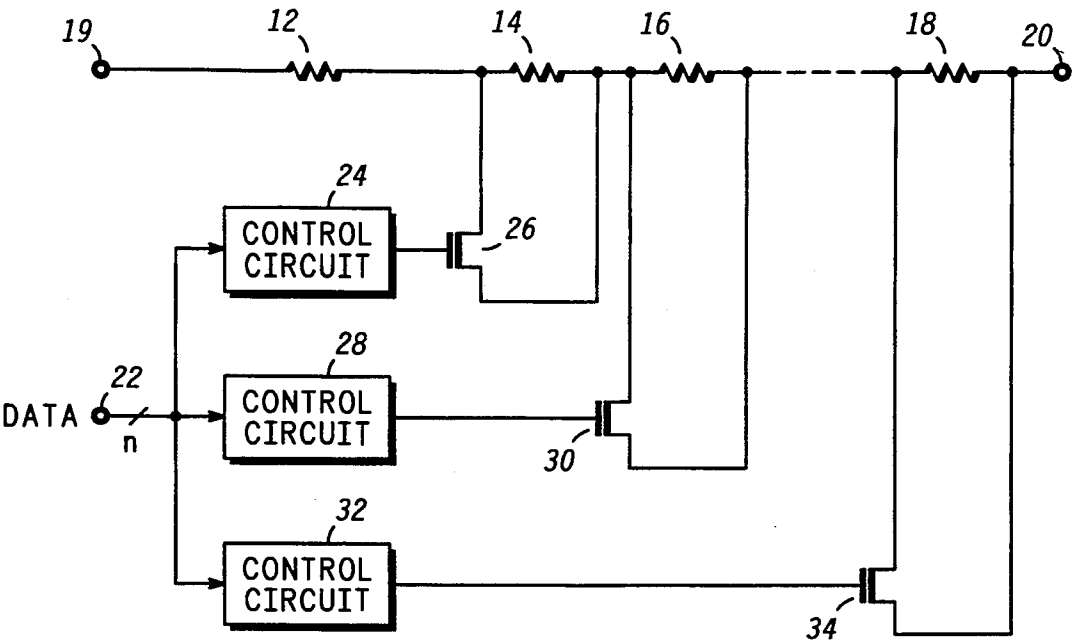 19
12
14
16
18
20
24
CONTROL
CIRCUIT
26
28
CONTROL
CIRCUIT
DATA
22
n
30
32
CONTROL
CIRCUIT
34